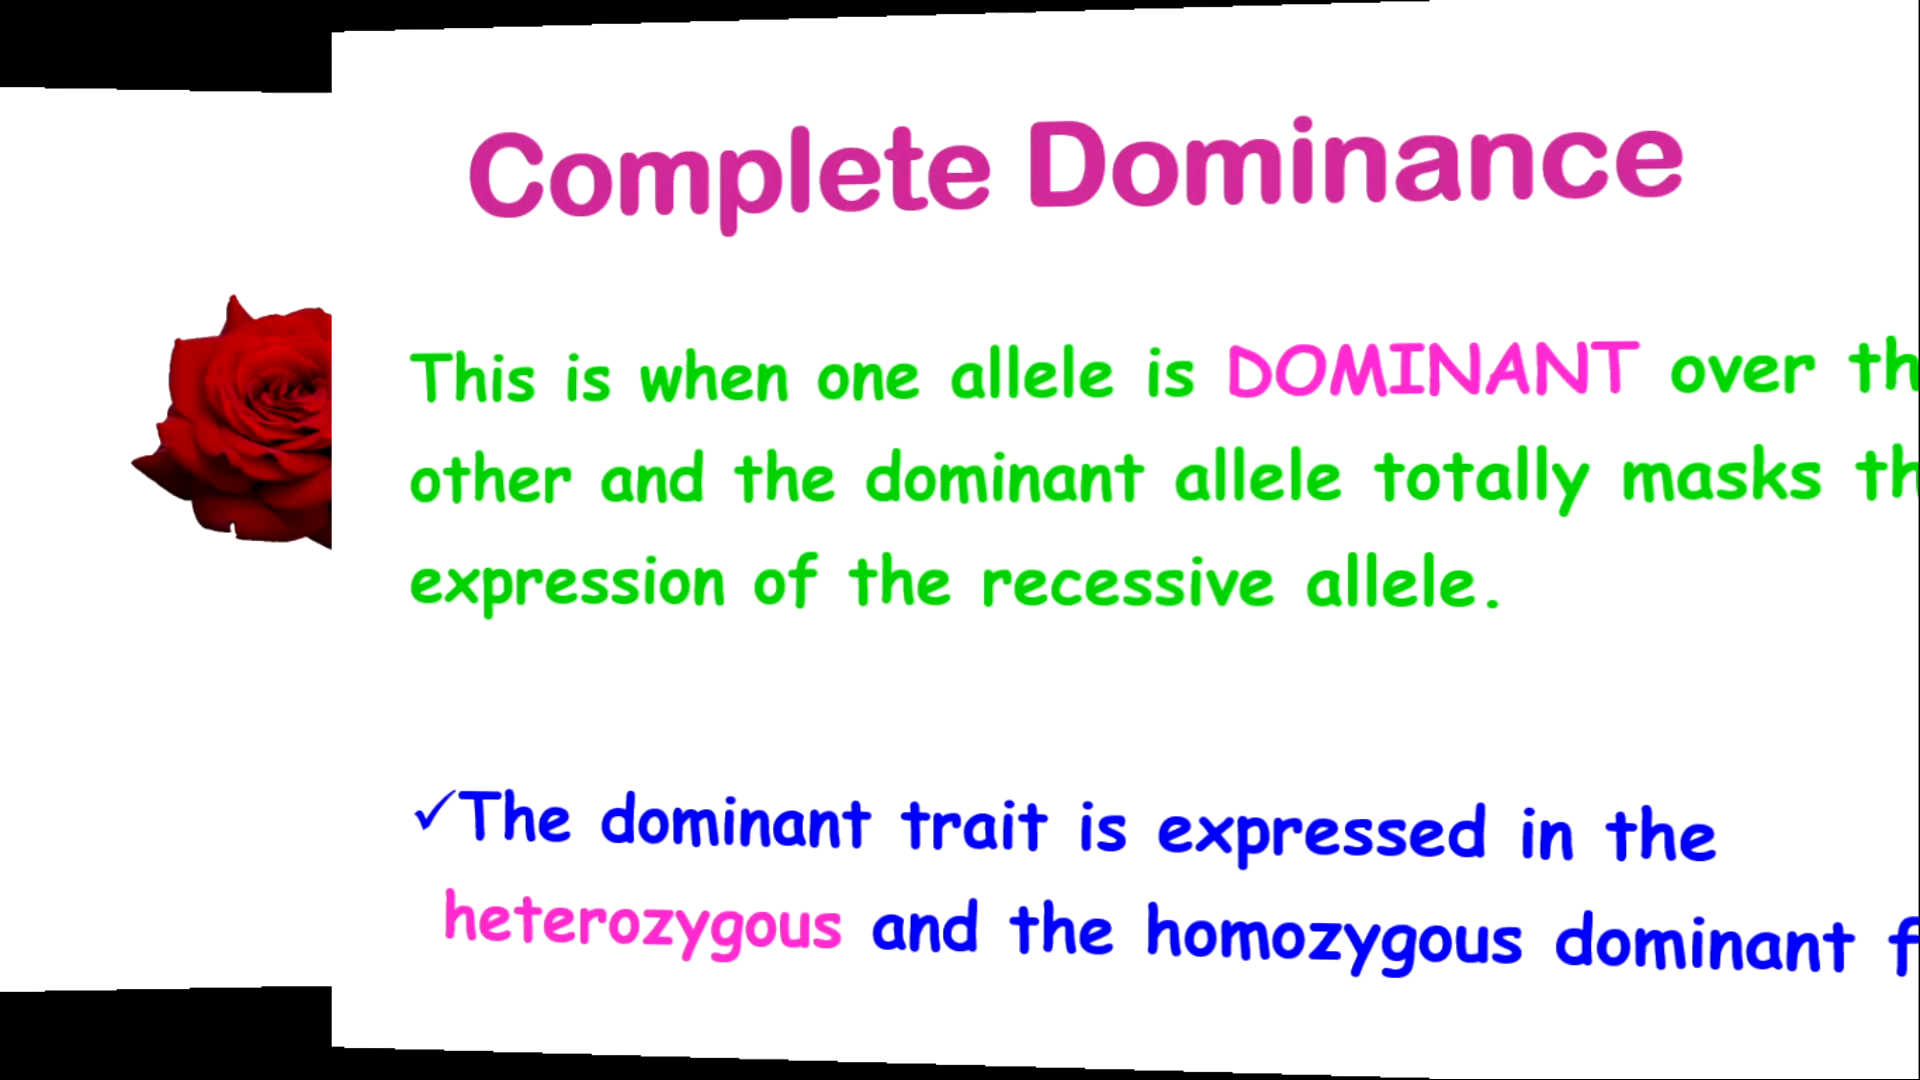 Complete Dominance
This is when one allele is DOMINANT over th
other and the dominant allele totally masks th
expression of the recessive allele.
✓The dominant trait is expressed in the
heterozygous and the homozygous dominant f